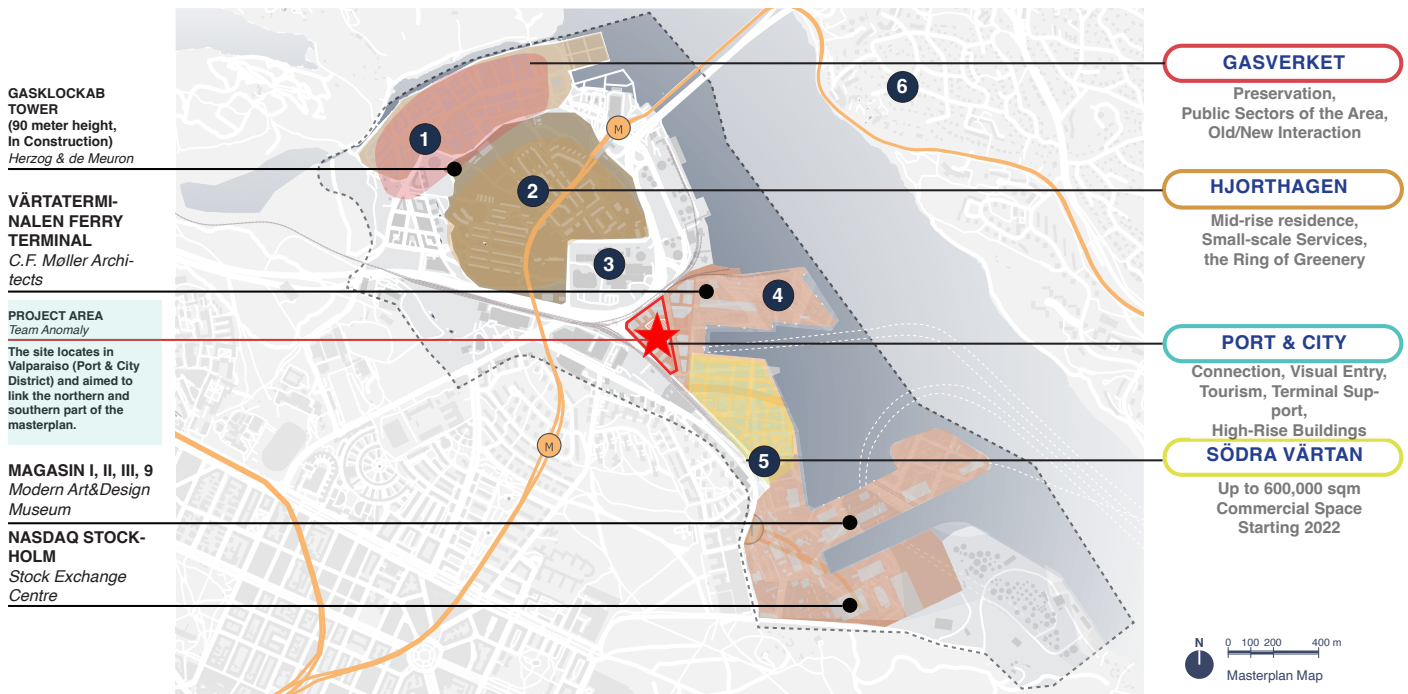 GASKLOCKAB
TOWER
(90 meter height,
In Construction)
Herzog & de Meuron
VÄRTATERMI-
NALEN FERRY
TERMINAL
C.F. Møller Archi-
tects
PROJECT AREA
Team Anomaly
The site locates in
Valparaiso (Port & City
District) and aimed to
link the northern and
southern part of the
masterplan.
MAGASIN I, II, III, 9
Modern Art&Design
Museum
NASDAQ STOCK-
HOLM
Stock Exchange
Centre
1
2
3
4
5
6
M
M
GASVERKET
Preservation,
Public Sectors of the Area,
Old/New Interaction
HJORTHAGEN
Mid-rise residence,
Small-scale Services,
the Ring of Greenery
PORT & CITY
Connection, Visual Entry,
Tourism, Terminal Sup-
port,
High-Rise Buildings
SÖDRA VÄRTAN
Up to 600,000 sqm
Commercial Space
Starting 2022
N
0 100 200 400 m
Masterplan Map